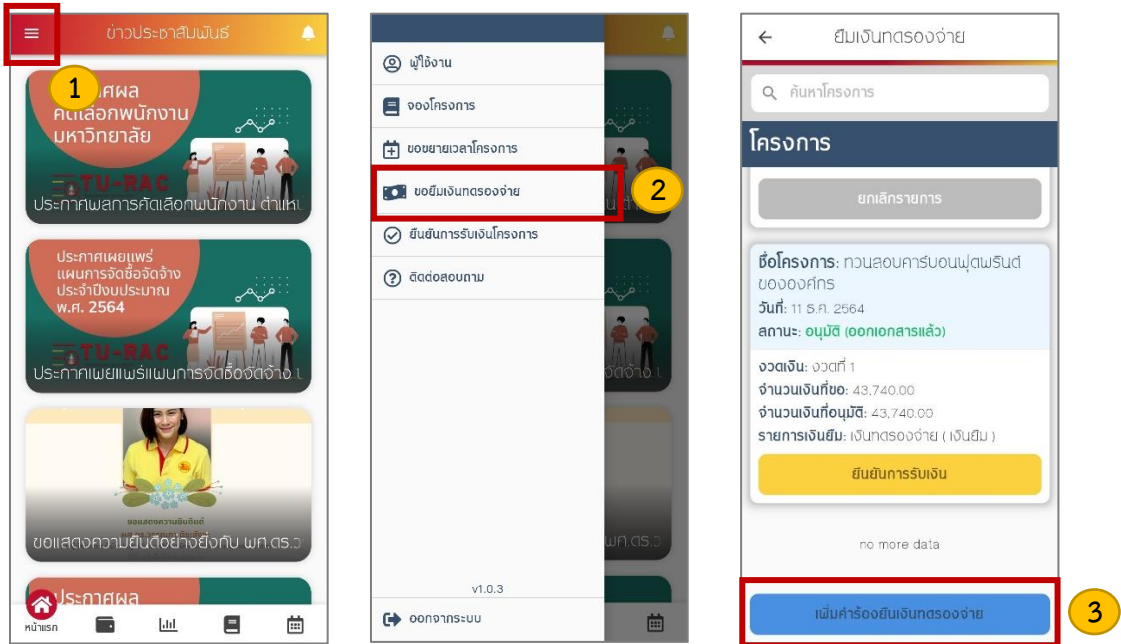 ข่าวประชาสัมพันธ์
1
ศผล
คัดเลือกพนักงาน
มหาวิทยาลัย
TU-RAC
ประกาศผลการคัดเลือกพนักงาน ตำแหน่
ประกาศเผยแพร่
แผนการจัดซื้อจัดจ้าง
ประจำปีงบประมาณ
พ.ศ. 2564
TU-RAC
ประกาศเผยแพร่แผนการจัดซื้อจัดจ้าง
ขอแสดงความยินดี
ขอแสดงความยินดีอย่างยิ่งกับ ผศ.ดร.ว
ประกาศผล
หน้าแรก
ผู้ใช้งาน
จองโครงการ
ขอขยายเวลาโครงการ
ขอยืมเงินทดรองจ่าย
2
ยืนยันการรับเงินโครงการ
ติดต่อสอบถาม
ผศ.ดร.ว
v1.0.3
ออกจากระบบ
ยืมเงินทดรองจ่าย
ค้นหาโครงการ
โครงการ
ยกเลิกรายการ
ชื่อโครงการ: ทวนสอบคาร์บอนฟุตพริ้นต์
ขององค์กร
วันที่: 11 ธ.ค. 2564
สถานะ: อนุมัติ (ออกเอกสารแล้ว)
งวดเงิน: งวดที่ 1
จำนวนเงินที่ขอ: 43,740.00
จำนวนเงินที่อนุมัติ: 43,740.00
รายการเงินยืม: เงินทดรองจ่าย ( เงินยืม )
ยืนยันการรับเงิน
no more data
เพิ่มคำร้องยืมเงินทดรองจ่าย
3